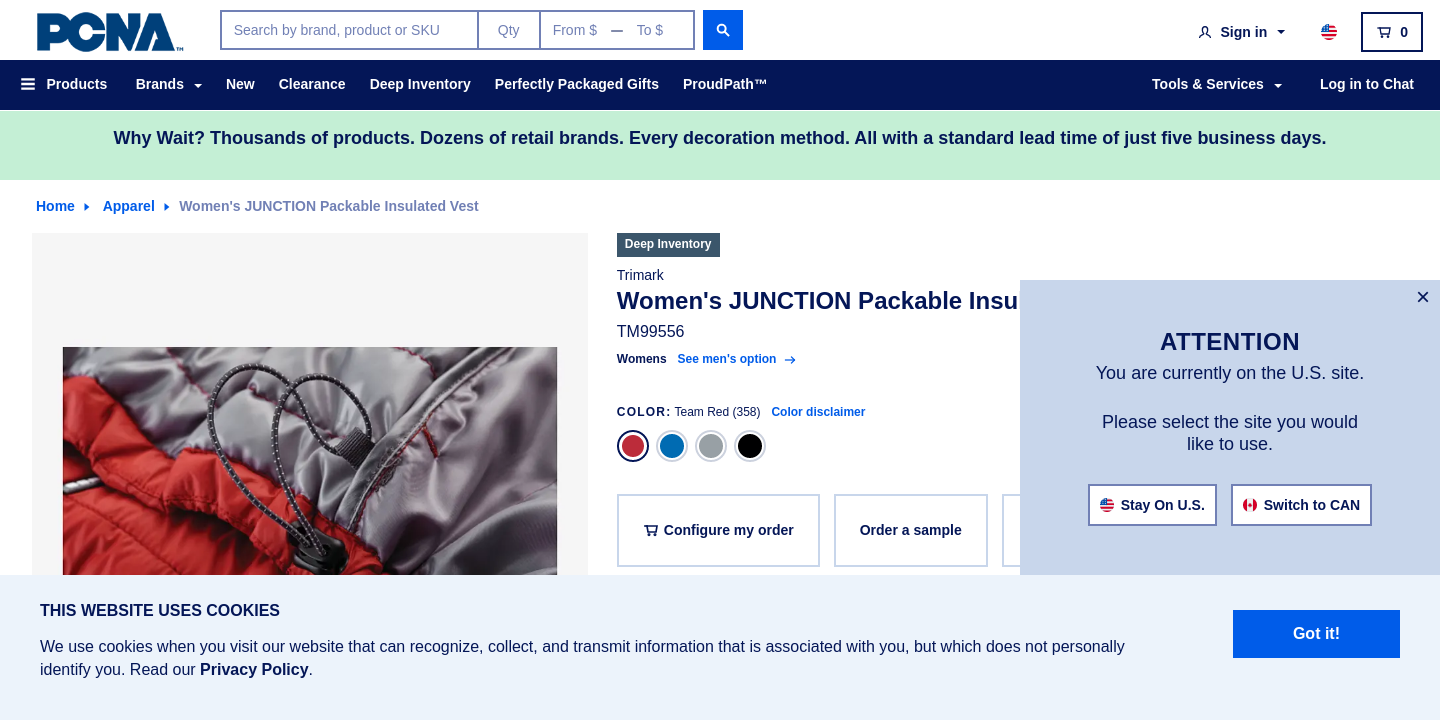 PCNA™
Search by brand, product or SKU
Qty
From $ — To $
Sign in
0
Products
Brands
New
Clearance
Deep Inventory
Perfectly Packaged Gifts
ProudPath™
Tools & Services
Log in to Chat
Why Wait? Thousands of products. Dozens of retail brands. Every decoration method. All with a standard lead time of just five business days.
Home
Apparel
Women's JUNCTION Packable Insulated Vest
Deep Inventory
Trimark
Women's JUNCTION Packable Insu
TM99556
Womens See men's option
COLOR: Team Red (358) Color disclaimer
Configure my order
Order a sample
×
ATTENTION
You are currently on the U.S. site.
Please select the site you would
like to use.
Stay On U.S.
Switch to CAN
THIS WEBSITE USES COOKIES
We use cookies when you visit our website that can recognize, collect, and transmit information that is associated with you, but which does not personally
identify you. Read our Privacy Policy.
Got it!